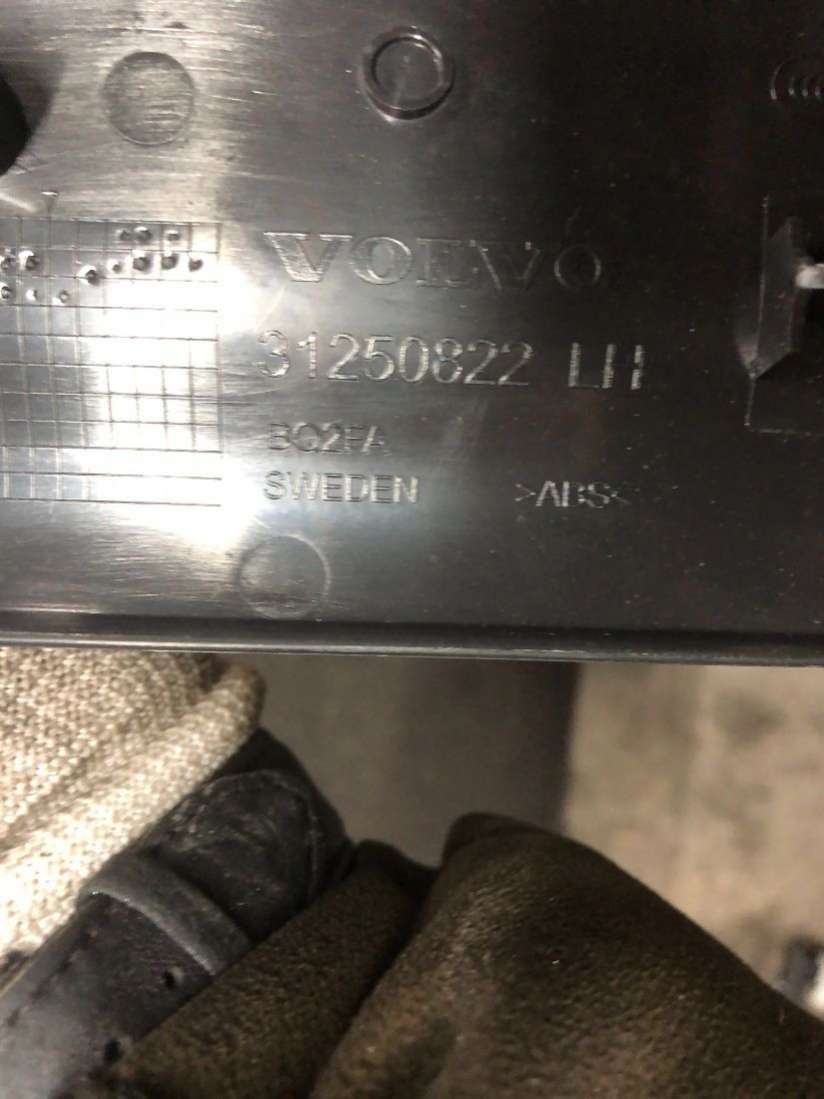 VOLVO
31250822 LH
BQ2FA
SWEDEN >ABS<